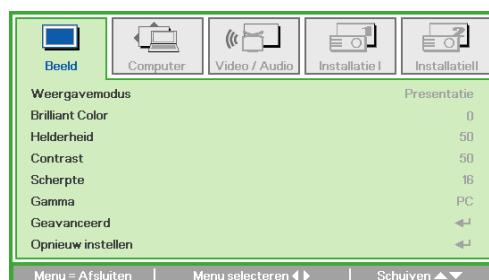 Beeld Computer Video / Audio Installatie I InstallatieII
Weergavemodus Presentatie
Brilliant Color 0
Helderheid 50
Contrast 50
Scherpte 16
Gamma PC
Geavanceerd
Opnieuw instellen
Menu = Afsluiten | Menu selecteren | Schuiven